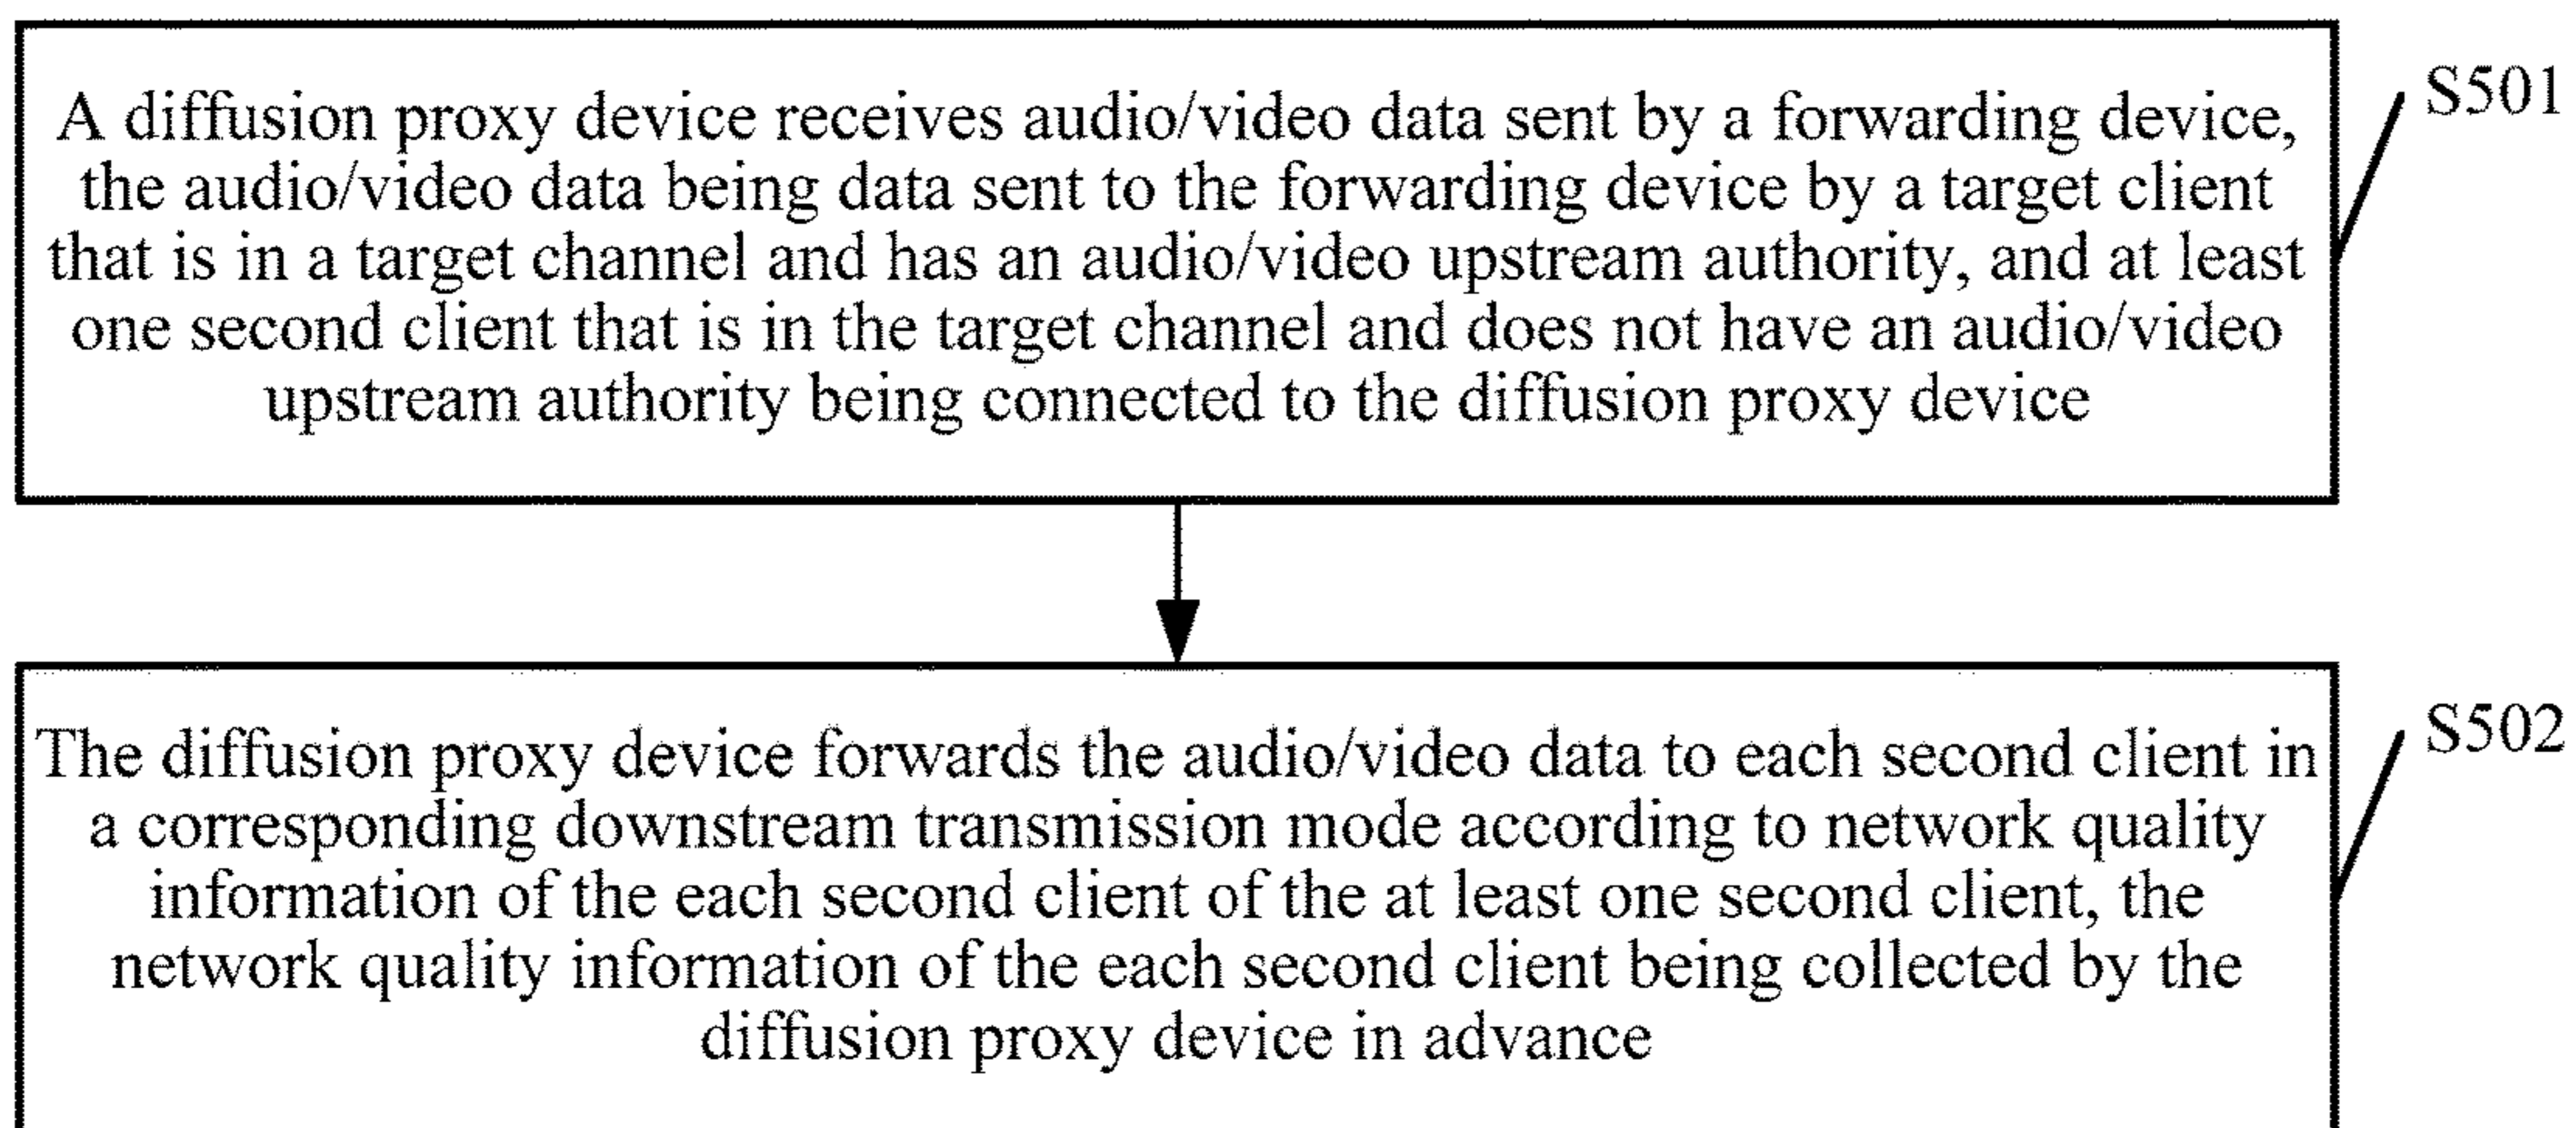 A diffusion proxy device receives audio/video data sent by a forwarding device,
the audio/video data being data sent to the forwarding device by a target client
that is in a target channel and has an audio/video upstream authority, and at least
one second client that is in the target channel and does not have an audio/video
upstream authority being connected to the diffusion proxy device
S501
The diffusion proxy device forwards the audio/video data to each second client in
a corresponding downstream transmission mode according to network quality
information of the each second client of the at least one second client, the
network quality information of the each second client being collected by the
diffusion proxy device in advance
S502